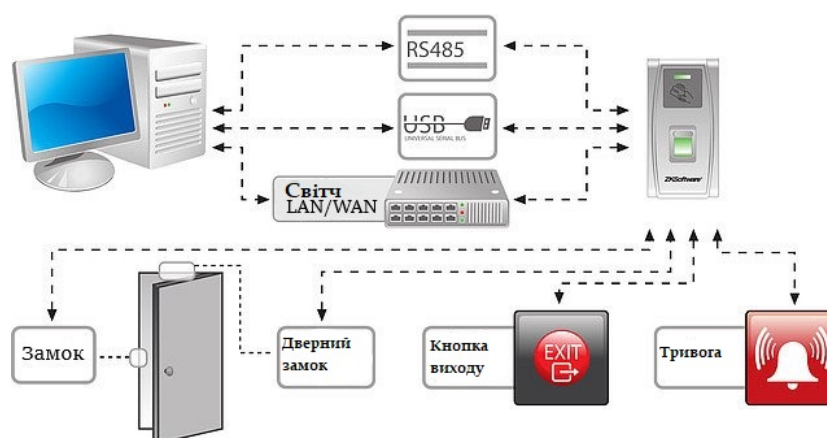 RS485
USB
UNIVERSAL SERIAL BUS
ZKSoftware
Світч
LAN/WAN
Замок
Дверний
замок
Кнопка
виходу
EXIT
Тривога